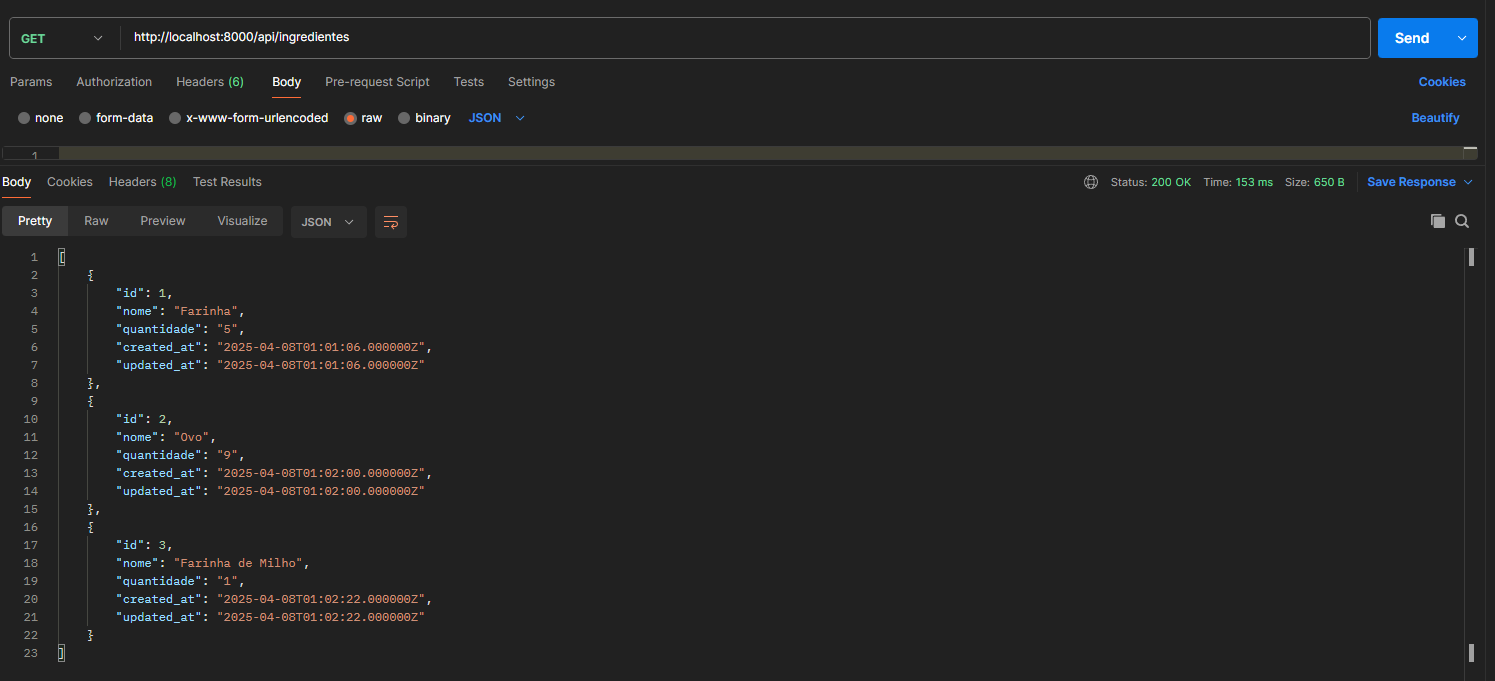 GET http://localhost:8000/api/ingredientes Send
Params Authorization Headers (6) Body Pre-request Script Tests Settings Cookies
none form-data x-www-form-urlencoded raw binary JSON Beautify
1
Body Cookies Headers (8) Test Results Status: 200 OK Time: 153 ms Size: 650 B Save Response
Pretty Raw Preview Visualize JSON
1 [
2 {
3 "id": 1,
4 "nome": "Farinha",
5 "quantidade": "5",
6 "created_at": "2025-04-08T01:01:06.000000Z",
7 "updated_at": "2025-04-08T01:01:06.000000Z"
8 },
9 {
10 "id": 2,
11 "nome": "Ovo",
12 "quantidade": "9",
13 "created_at": "2025-04-08T01:02:00.000000Z",
14 "updated_at": "2025-04-08T01:02:00.000000Z"
15 },
16 {
17 "id": 3,
18 "nome": "Farinha de Milho",
19 "quantidade": "1",
20 "created_at": "2025-04-08T01:02:22.000000Z",
21 "updated_at": "2025-04-08T01:02:22.000000Z"
22 }
23 ]